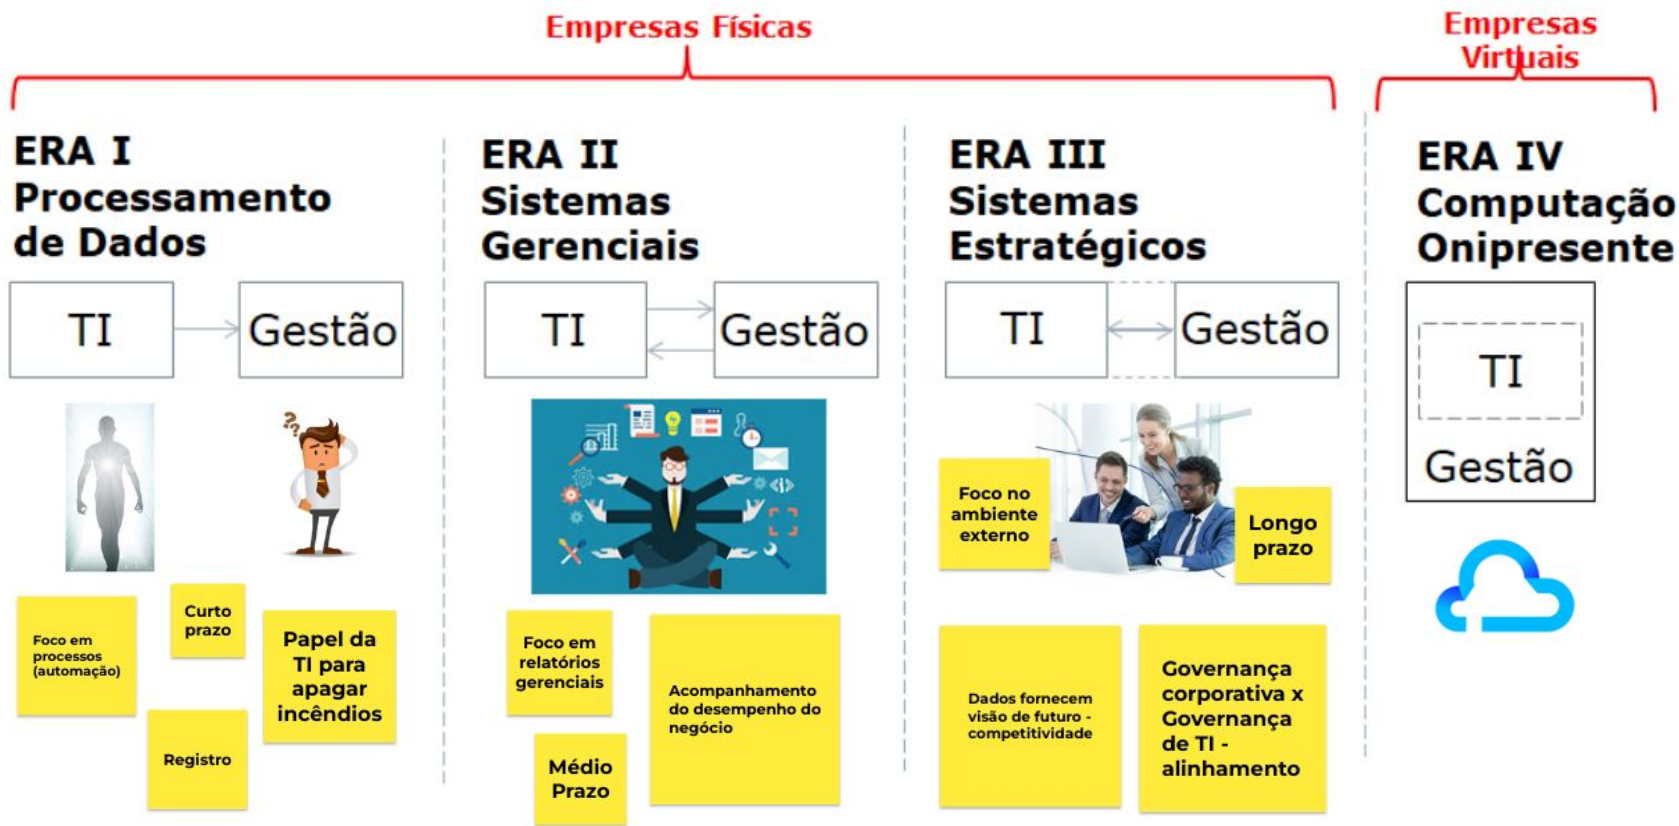 Empresas Físicas
Empresas
Virtuais
ERA I
Processamento
de Dados
TI
Gestão
??
Foco em
processos
(automação)
Curto
prazo
Registro
Papel da
TI para
apagar
incêndios
ERA II
Sistemas
Gerenciais
TI
Gestão
Foco em
relatórios
gerenciais
Médio
Prazo
Acompanhamento
do desempenho do
negócio
ERA III
Sistemas
Estratégicos
TI
Gestão
Foco no
ambiente
externo
Longo
prazo
Dados fornecem
visão de futuro -
competitividade
Governança
corporativa x
Governança
de TI -
alinhamento
ERA IV
Computação
Onipresente
TI
Gestão